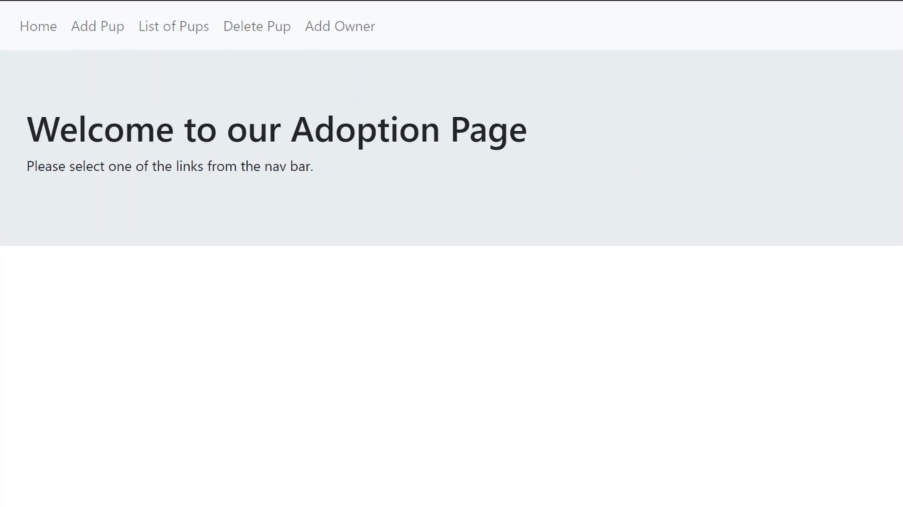 Home Add Pup List of Pups Delete Pup Add Owner
Welcome to our Adoption Page
Please select one of the links from the nav bar.